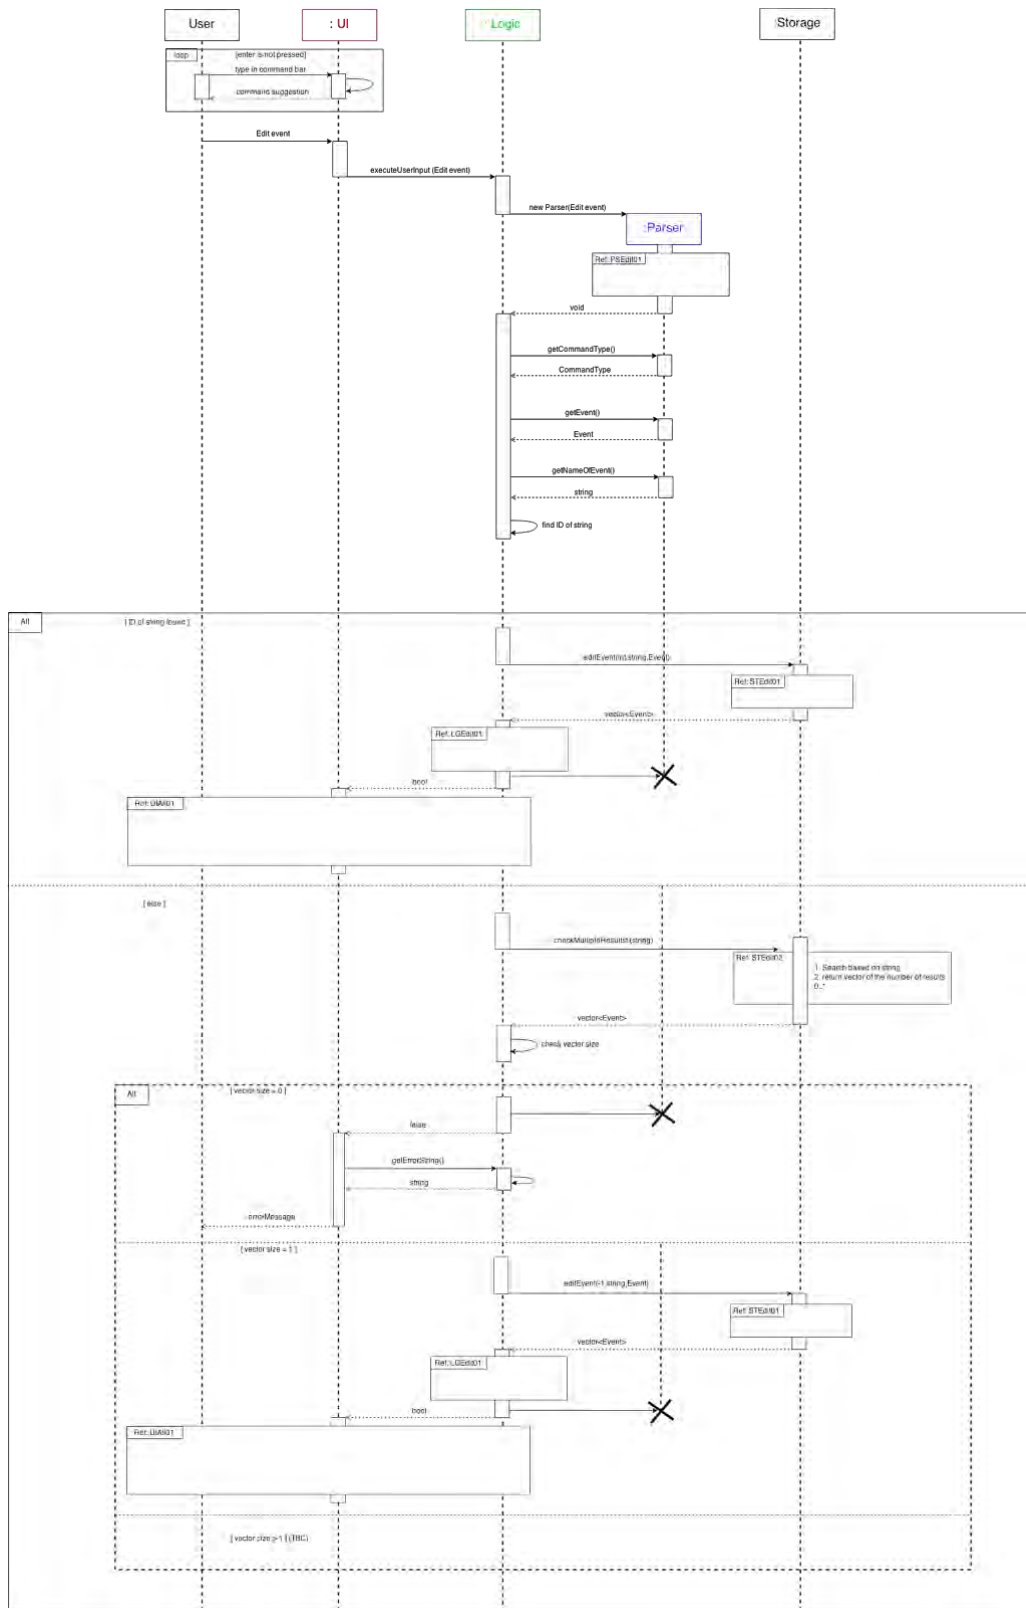 User
: UI
: Logic
Storage
loop
[enter is not pressed]
type in command bar
command suggestion
Edit event
executeUserInput (Edit event)
new Parser(Edit event)
:Parser
Ref: PSEdit01
void
getCommandType()
CommandType
getEvent()
Event
getNameOfEvent()
string
find ID of string
Alt
[ ID of string found ]
editEvent(int,string,Event)
Ref: STEdit01
vector<Event>
Ref: LGEdit01
bool
[ else ]
checkMultipleResults(string)
Ref: STEdit02
1. Search based on string
2. return vector of the number of results
0..*
vector<Event>
check vector size
Alt
[ vector size = 0 ]
false
getErrorString()
string
errorMessage
[ vector size = 1 ]
editEvent(-1,string,Event)
Ref: STEdit01
vector<Event>
Ref: LGEdit01
bool
[ vector size > 1 ] (TBC)